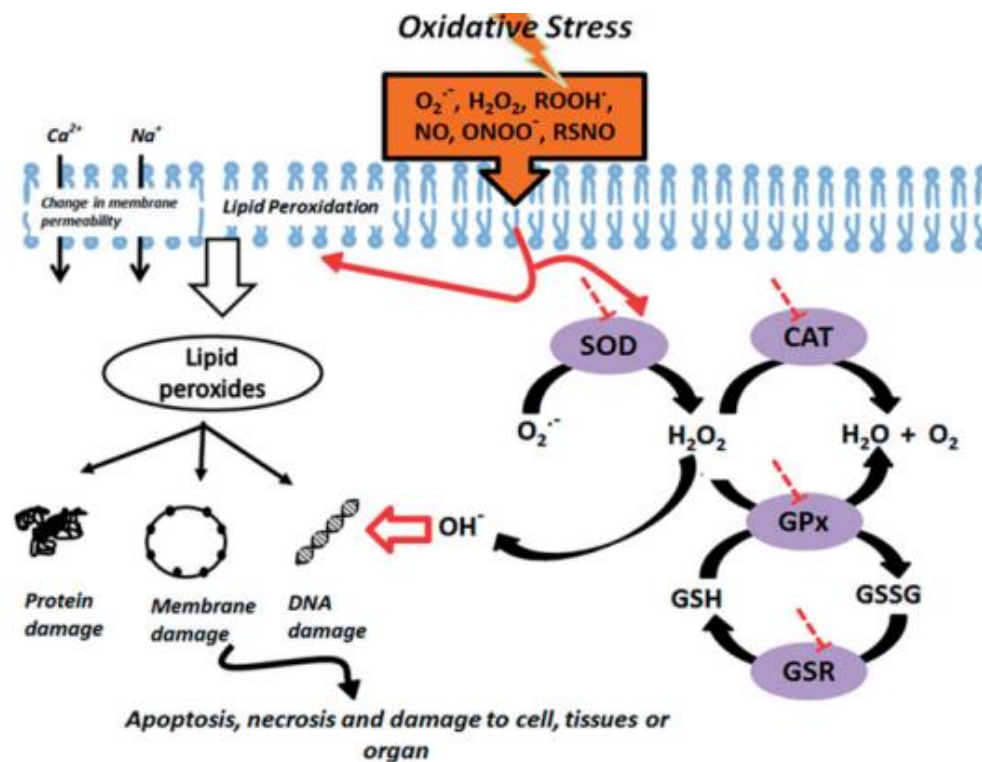 Oxidative Stress
O₂·⁻, H₂O₂, ROOH·,
NO, ONOO⁻, RSNO
Ca²⁺
Na⁺
Change in membrane
permeability
Lipid Peroxidation
Lipid
peroxides
SOD
CAT
O₂·⁻
H₂O₂
H₂O + O₂
GPx
OH⁻
GSH
GSSG
GSR
Protein
damage
Membrane
damage
DNA
damage
Apoptosis, necrosis and damage to cell, tissues or
organ